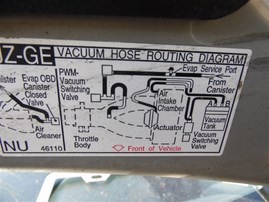 JZ-GE VACUUM HOSE ROUTING DIAGRAM
Evap Service Port
PWM-
Vacuum
Switching
Valve
Evap OBD
Canister
Closed
Valve
From
Canister
Air
Intake
Chamber
Actuator
Air
Cleaner
Throttle
Body
Vacuum
Tank
Vacuum
Switching
Valve
NU 46110
Front of Vehicle